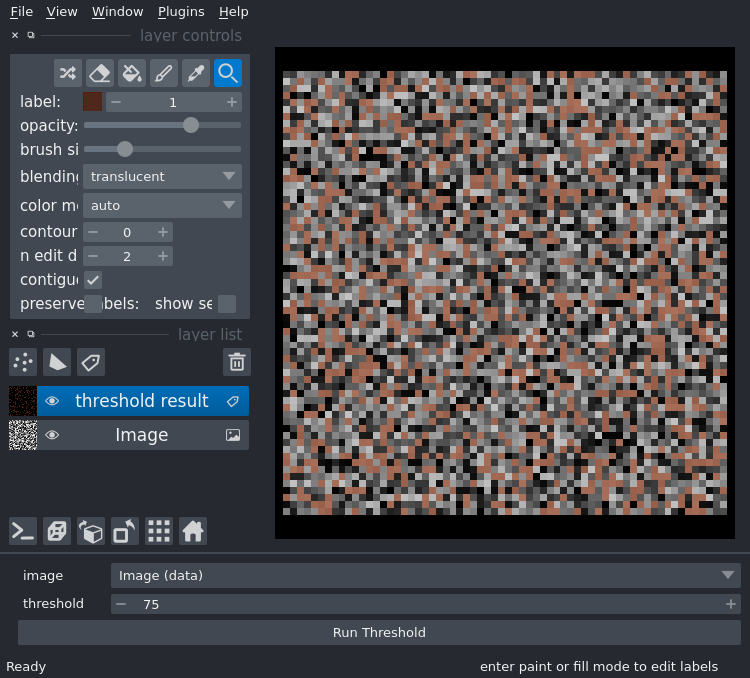 File View Window Plugins Help
layer controls
label: 1
opacity:
brush si
blending translucent
color m auto
contour 0
n edit d 2
contigu
preserve abels: show se
layer list
threshold result
Image
image Image (data)
threshold 75
Run Threshold
Ready enter paint or fill mode to edit labels